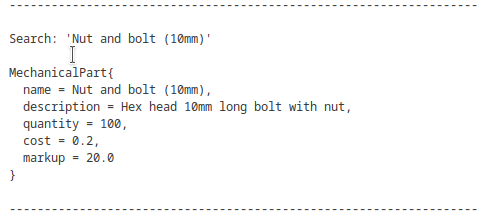 --------------------------------------------------------------------
Search: 'Nut and bolt (10mm)'
MechanicalPart{
  name = Nut and bolt (10mm),
  description = Hex head 10mm long bolt with nut,
  quantity = 100,
  cost = 0.2,
  markup = 20.0
}
--------------------------------------------------------------------